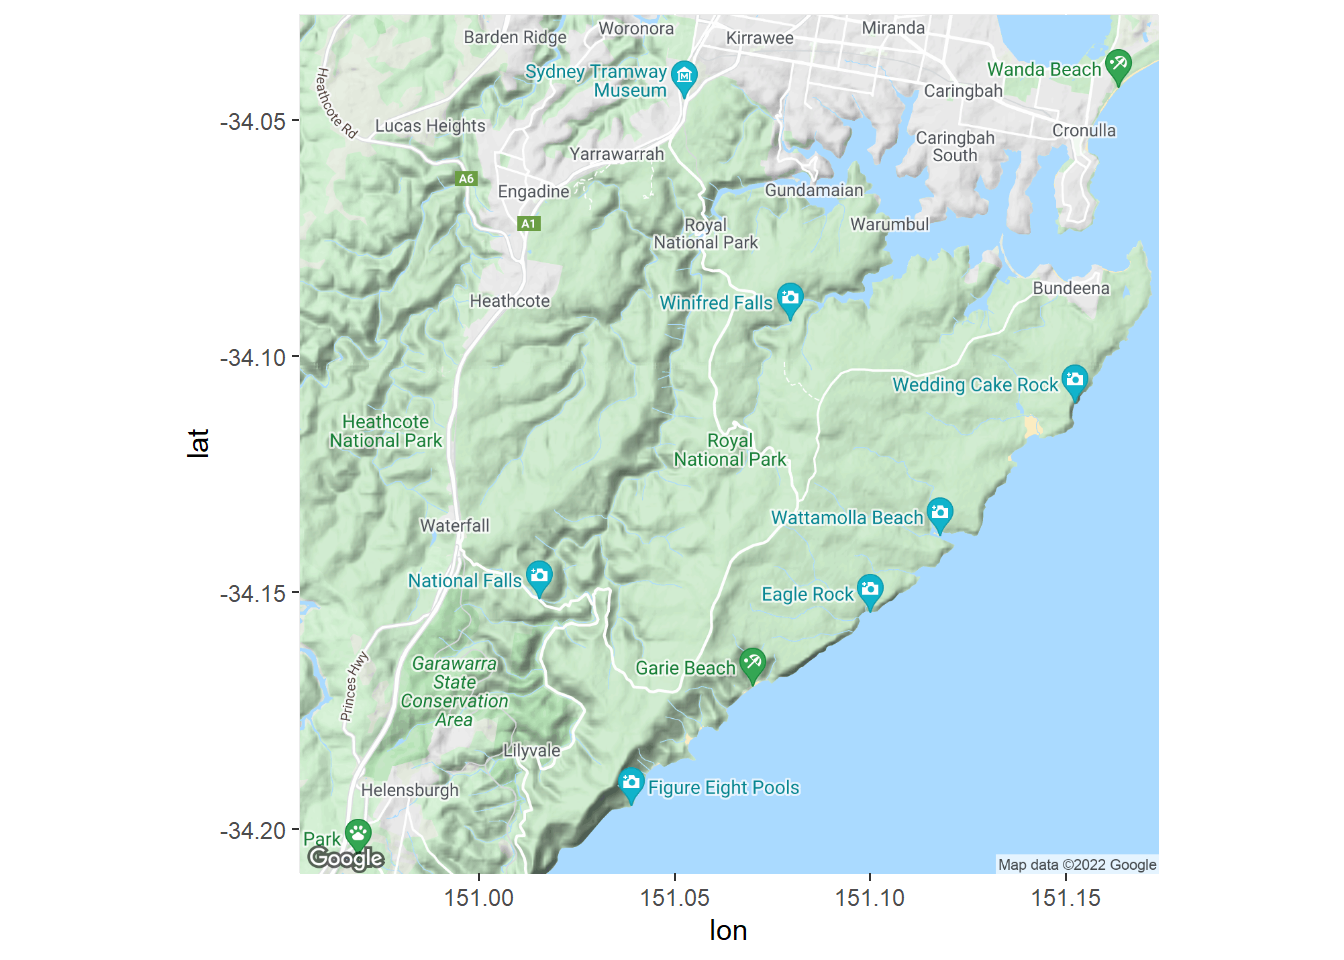 Barden Ridge
Woronora
Kirrawee
Miranda
Sydney Tramway
Museum
Wanda Beach
Heathcote Rd
Caringbah
-34.05
Lucas Heights
Cronulla
Caringbah
South
Yarrawarrah
A6
Engadine
Gundamaian
A1
Royal
National Park
Warumbul
Heathcote
Winifred Falls
Bundeena
-34.10
Wedding Cake Rock
Heathcote
National Park
lat
Royal
National Park
Waterfall
Wattamolla Beach
National Falls
-34.15
Eagle Rock
Garawarra
State
Conservation
Area
Garie Beach
Princes Hwy
Lilyvale
Helensburgh
Figure Eight Pools
-34.20
Park
Google
Map data ©2022 Google
151.00
151.05
151.10
151.15
lon